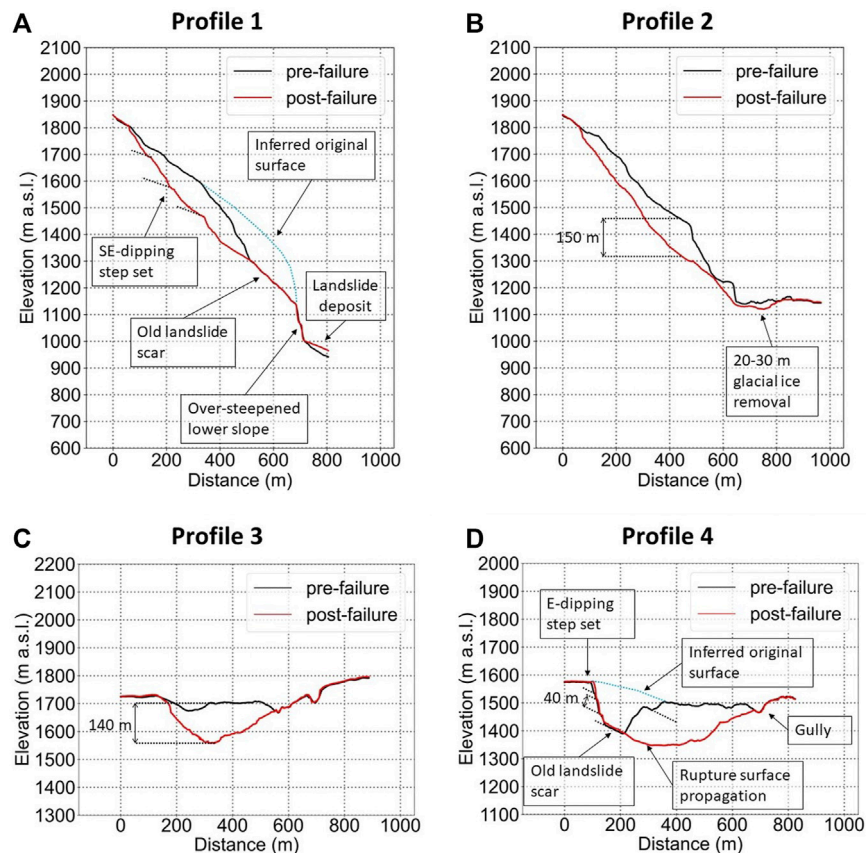 A
Profile 1
2100
2000
1900
1800
1700
1600
1500
1400
1300
1200
1100
1000
900
800
700
600
Elevation (m a.s.l.)
pre-failure
post-failure
Inferred original
surface
SE-dipping
step set
Landslide
deposit
Old landslide
scar
Over-steepened
lower slope
0 200 400 600 800 1000
Distance (m)
B
Profile 2
2100
2000
1900
1800
1700
1600
1500
1400
1300
1200
1100
1000
900
800
700
600
Elevation (m a.s.l.)
pre-failure
post-failure
150 m
20-30 m
glacial ice
removal
0 200 400 600 800 1000
Distance (m)
C
Profile 3
2200
2100
2000
1900
1800
1700
1600
1500
1400
1300
Elevation (m a.s.l.)
pre-failure
post-failure
140 m
0 200 400 600 800 1000
Distance (m)
D
Profile 4
2000
1900
1800
1700
1600
1500
1400
1300
1200
1100
Elevation (m a.s.l.)
pre-failure
post-failure
E-dipping
step set
Inferred original
surface
40 m
Gully
Old landslide
scar
Rupture surface
propagation
0 200 400 600 800 1000
Distance (m)